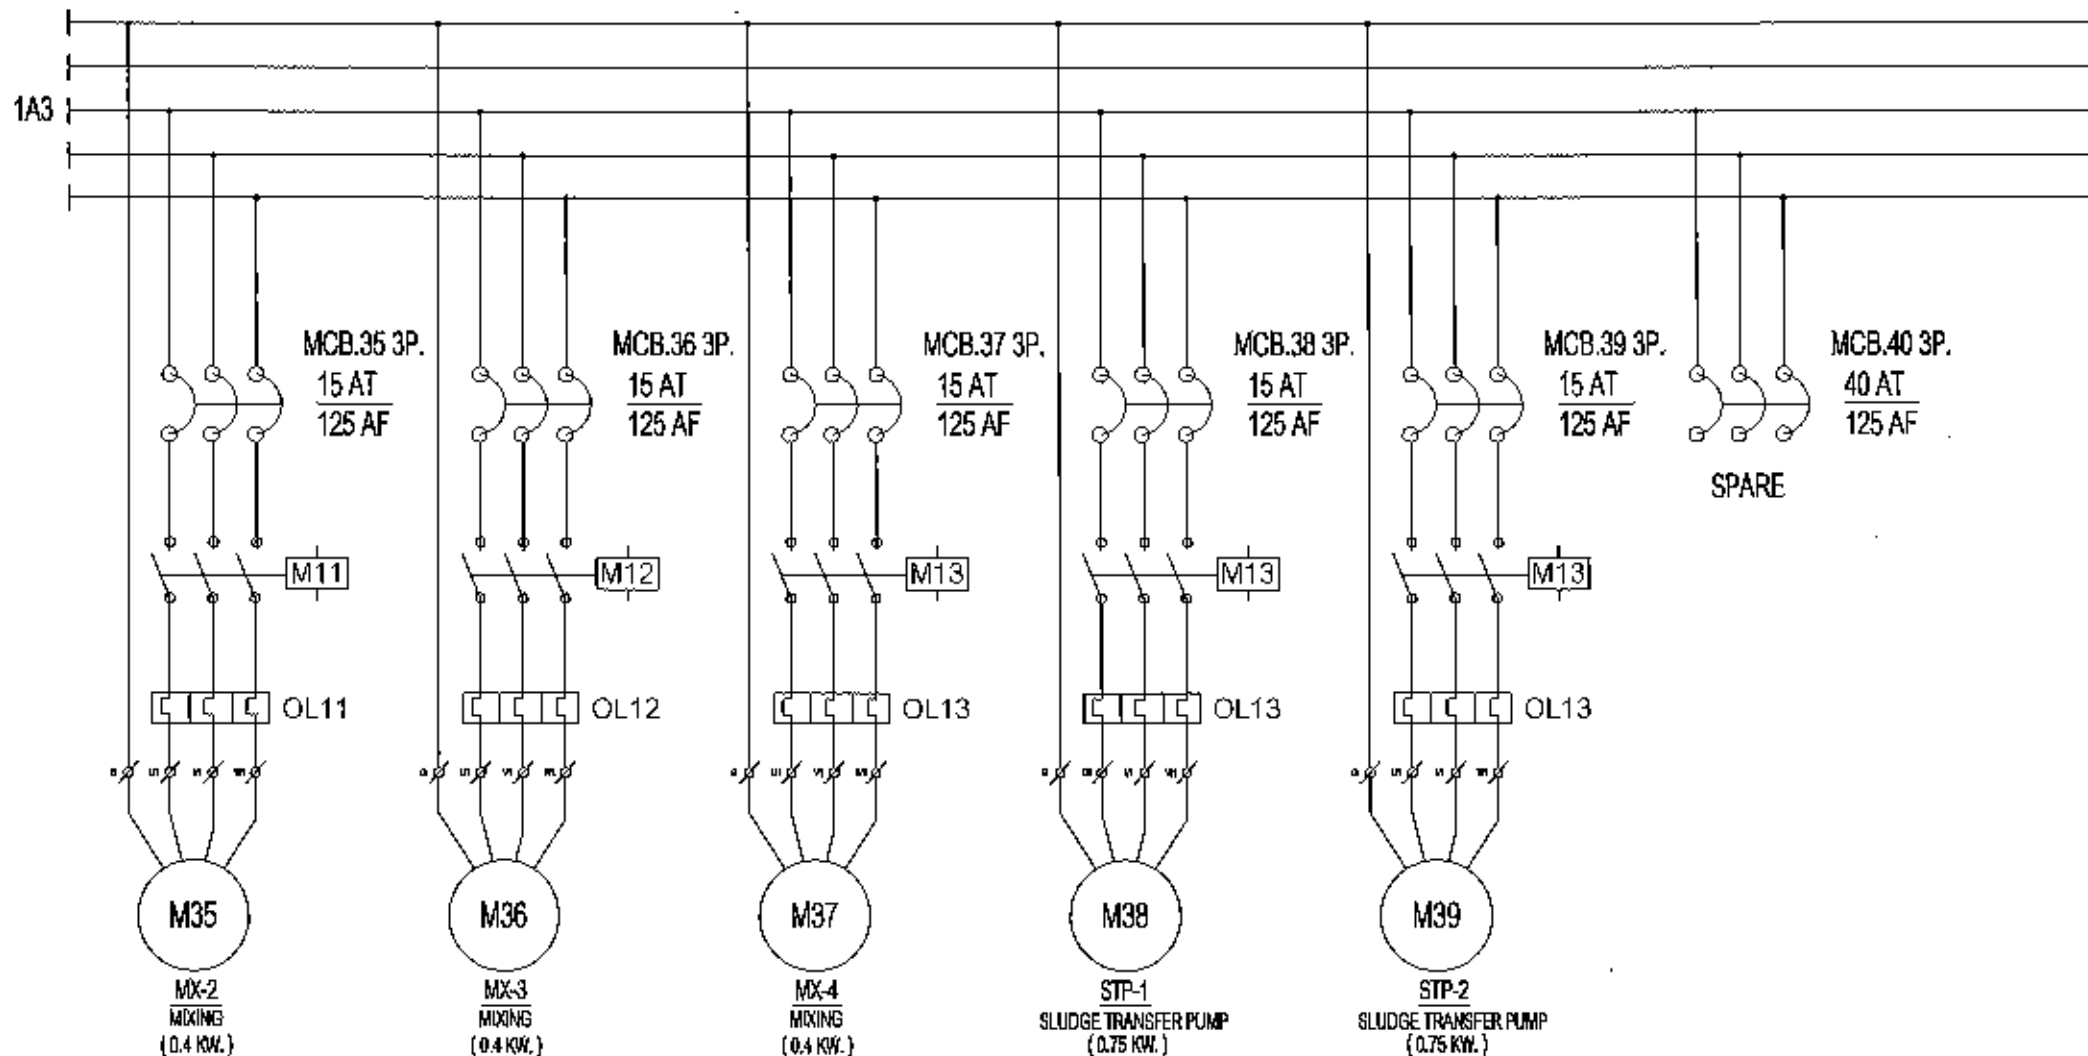 1A3
MCB.35 3P.
15 AT
125 AF
MCB.36 3P.
15 AT
125 AF
MCB.37 3P.
15 AT
125 AF
MCB.38 3P.
15 AT
125 AF
MCB.39 3P.
15 AT
125 AF
MCB.40 3P.
40 AT
125 AF
SPARE
M11
M12
M13
M13
M13
OL11
OL12
OL13
OL13
OL13
M35
M36
M37
M38
M39
MX-2
MIXING
(0.4 KW.)
MX-3
MIXING
(0.4 KW.)
MX-4
MIXING
(0.4 KW.)
STP-1
SLUDGE TRANSFER PUMP
(0.75 KW.)
STP-2
SLUDGE TRANSFER PUMP
(0.75 KW.)